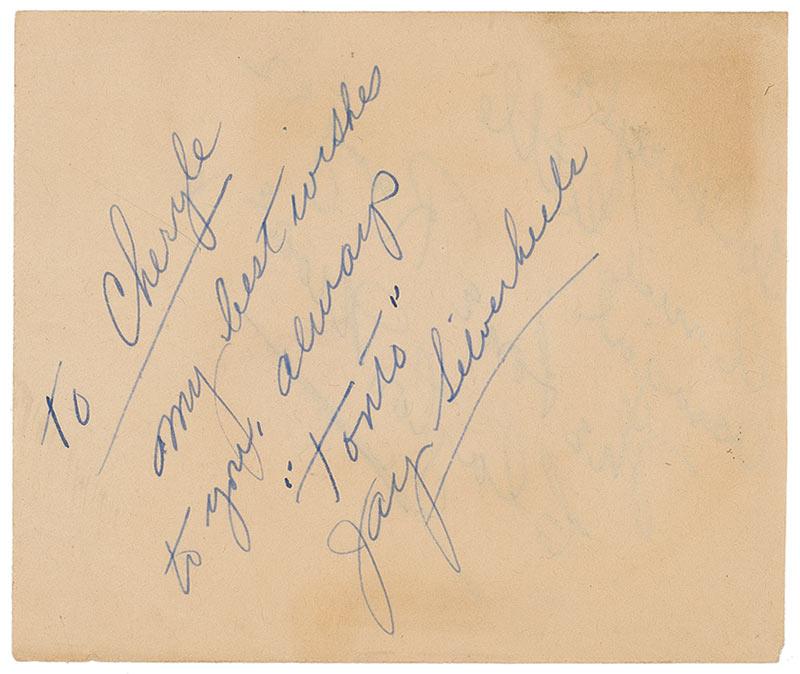 To Cheryle
my best wishes
to you, always
"Tonto"
Jay Silverheels